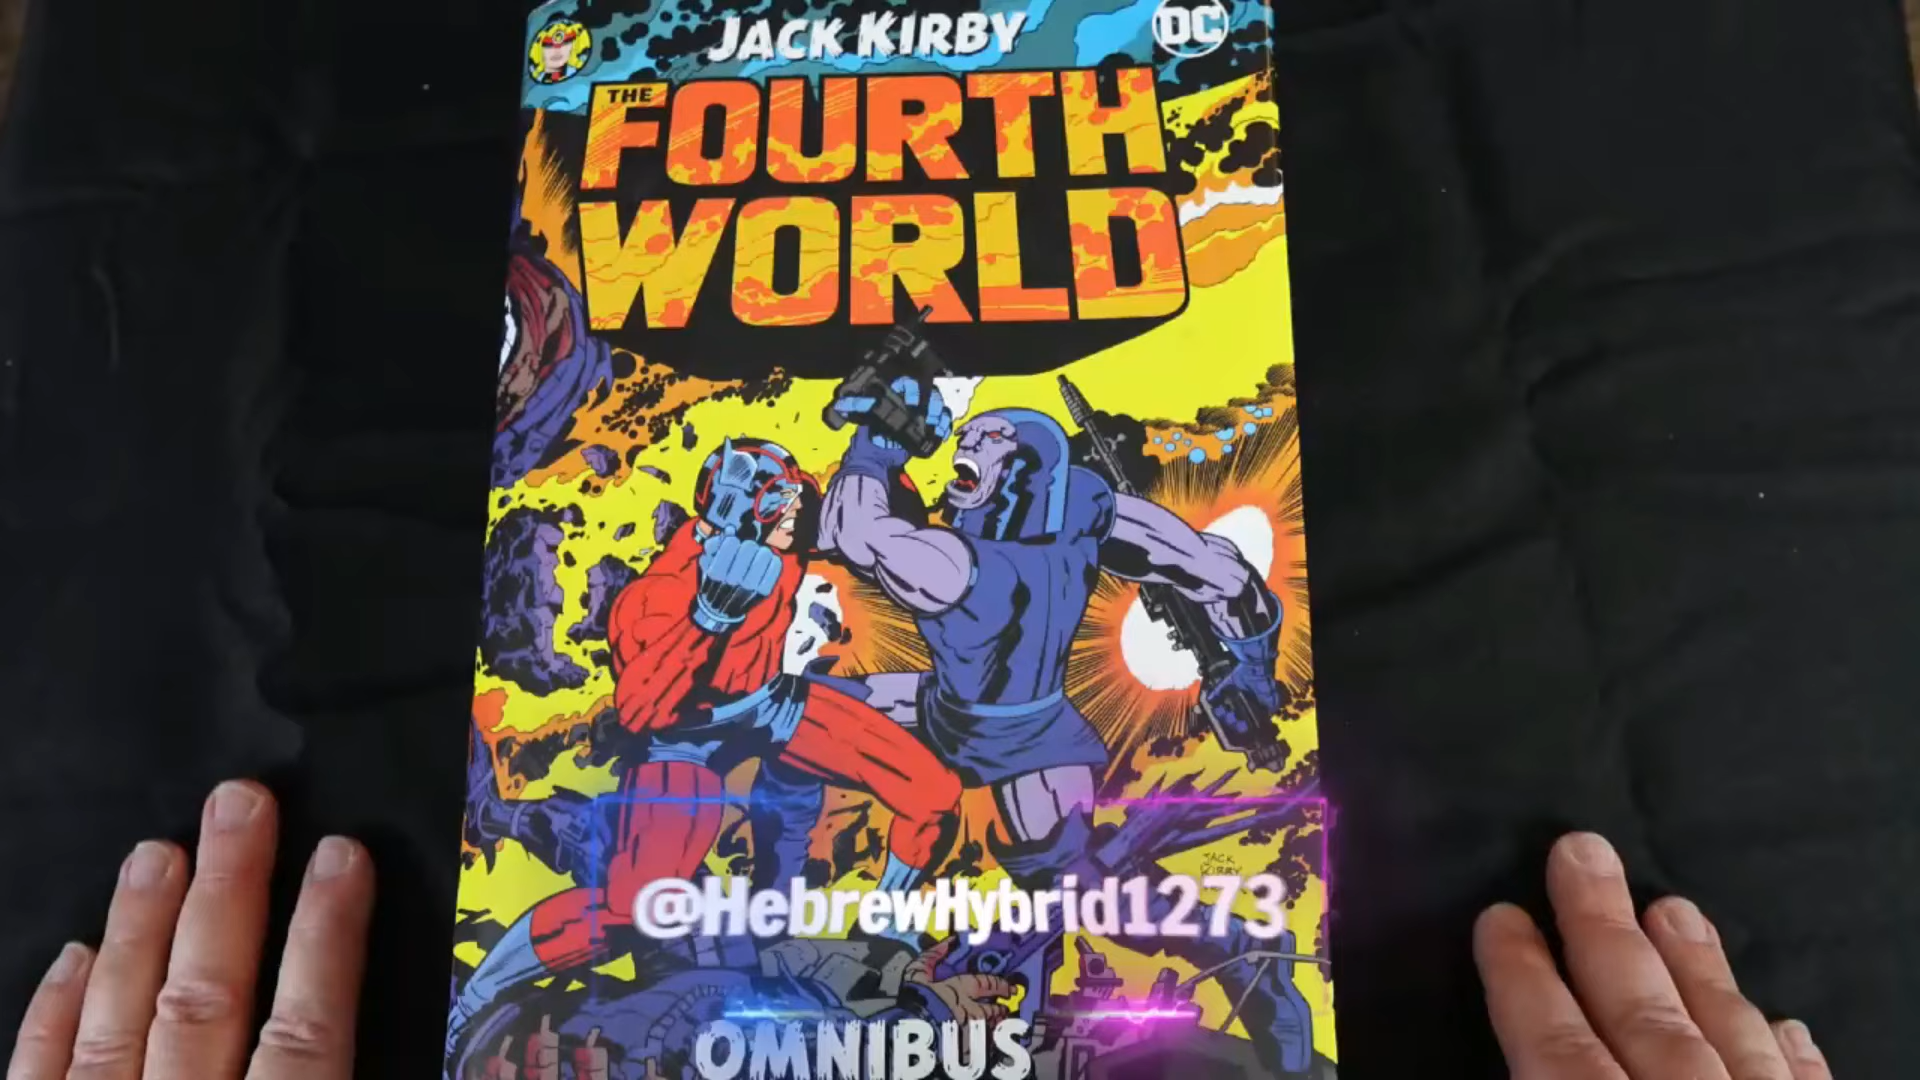 JACK KIRBY
DC
THE
FOURTH
WORLD
JACK
KIRBY
@HebrewHybrid1273
OMNIBUS